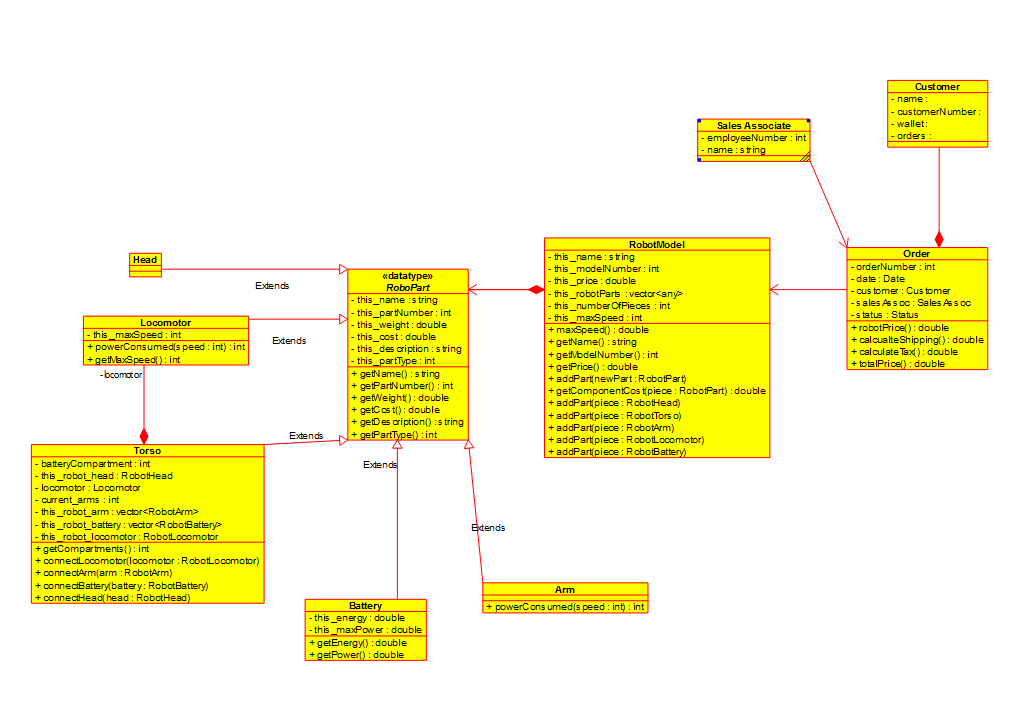 Customer
- name :
- customerNumber :
- wallet :
- orders :
Sales Associate
- employeeNumber : int
- name : string
Order
- orderNumber : int
- date : Date
- customer : Customer
- salesAssoc : SalesAssoc
- status : Status
+ robotPrice() : double
+ calcualteShipping() : double
+ calculateTax() : double
+ totalPrice() : double
RobotModel
- this_name : string
- this_modelNumber : int
- this_price : double
- this_robotParts : vector<any>
- this_numberOfPieces : int
- this_maxSpeed : int
+ maxSpeed() : double
+ getName() : string
+ getModelNumber() : int
+ getPrice() : double
+ addPart(newPart : RobotPart)
+ getComponentCost(piece : RobotPart) : double
+ addPart(piece : RobotHead)
+ addPart(piece : RobotTorso)
+ addPart(piece : RobotArm)
+ addPart(piece : RobotLocomotor)
+ addPart(piece : RobotBattery)
Head
Extends
«datatype»
RoboPart
- this_name : string
- this_partNumber : int
- this_weight : double
- this_cost : double
- this_description : string
- this_partType : int
+ getName() : string
+ getPartNumber() : int
+ getWeight() : double
+ getCost() : double
+ getDescription() : string
+ getPartType() : int
Locomotor
- this_maxSpeed : int
+ powerConsumed(speed : int) : int
+ getMaxSpeed() : int
Extends
-locomotor
Extends
Torso
- batteryCompartment : int
- this_robot_head : RobotHead
- locomotor : Locomotor
- current_arms : int
- this_robot_arm : vector<RobotArm>
- this_robot_battery : vector<RobotBattery>
- this_robot_locomotor : RobotLocomotor
+ getCompartments() : int
+ connectLocomotor(locomotor : RobotLocomotor)
+ connectArm(arm : RobotArm)
+ connectBattery(battery : RobotBattery)
+ connectHead(head : RobotHead)
Extends
Extends
Arm
+ powerConsumed(speed : int) : int
Battery
- this_energy : double
- this_maxPower : double
+ getEnergy() : double
+ getPower() : double